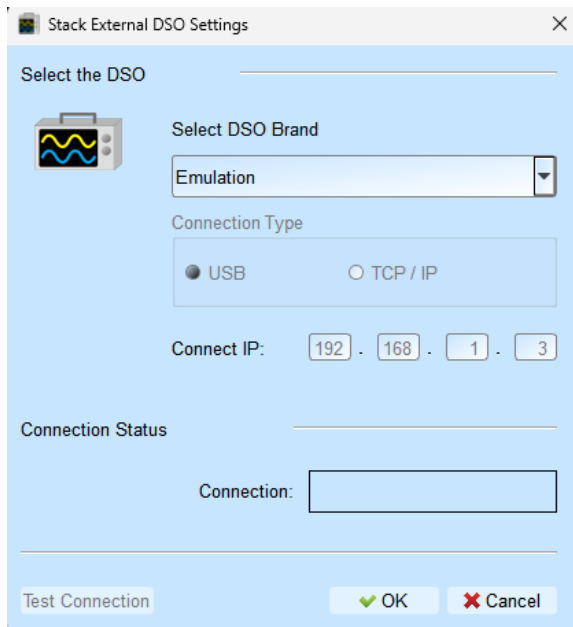 Stack External DSO Settings
Select the DSO
Select DSO Brand
Emulation
Connection Type
USB
TCP / IP
Connect IP: 192 . 168 . 1 . 3
Connection Status
Connection:
Test Connection
OK
Cancel